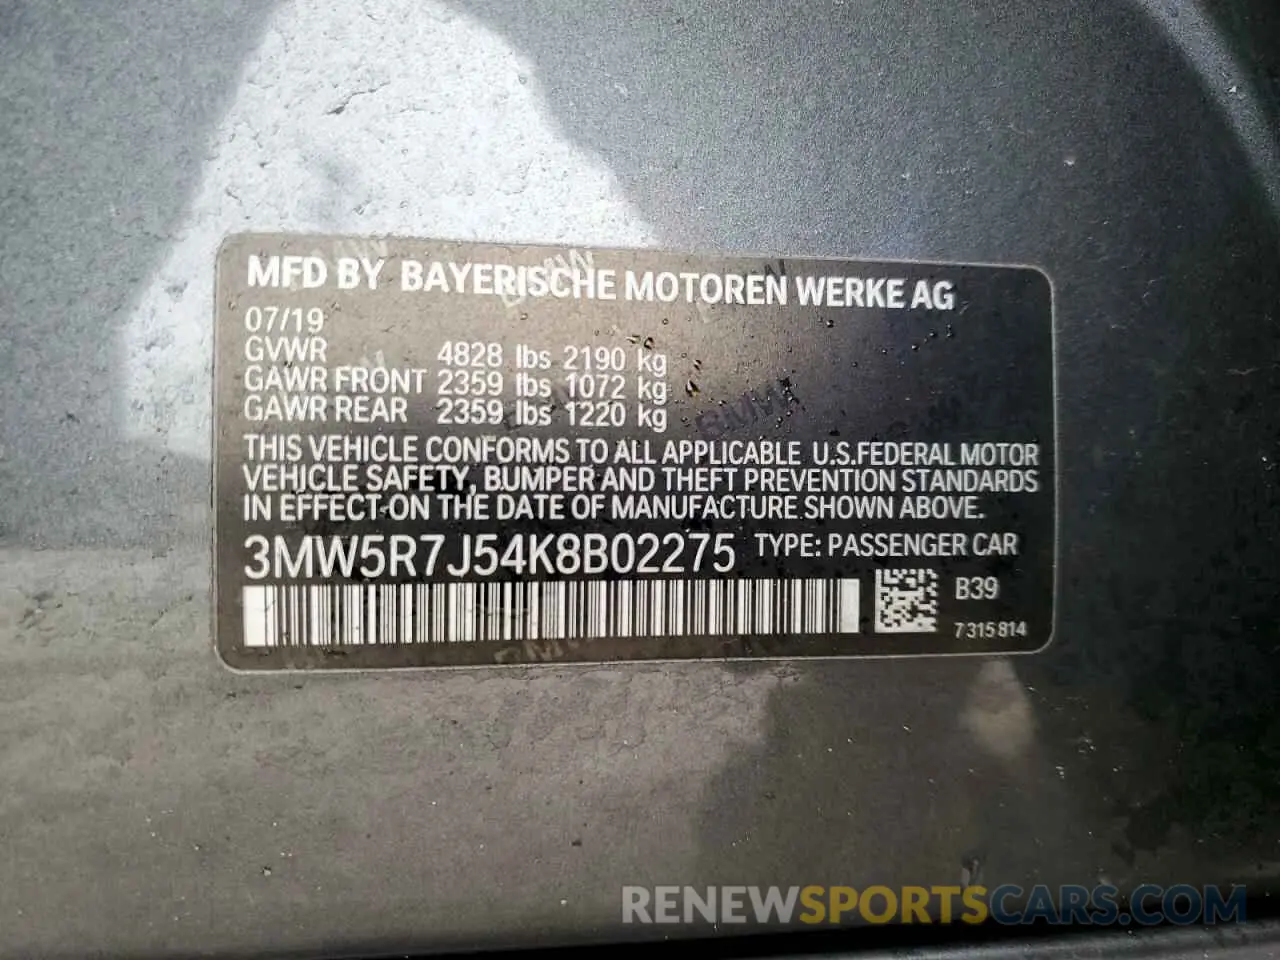 MFD BY BAYERISCHE MOTOREN WERKE AG
07/19
GVWR 4828 lbs 2190 kg
GAWR FRONT 2359 lbs 1072 kg
GAWR REAR 2359 lbs 1220 kg
THIS VEHICLE CONFORMS TO ALL APPLICABLE U.S.FEDERAL MOTOR
VEHICLE SAFETY, BUMPER AND THEFT PREVENTION STANDARDS
IN EFFECT ON THE DATE OF MANUFACTURE SHOWN ABOVE.
3MW5R7J54K8B02275 TYPE: PASSENGER CAR
B39
7315814
RENEWSPORTSCARS.COM